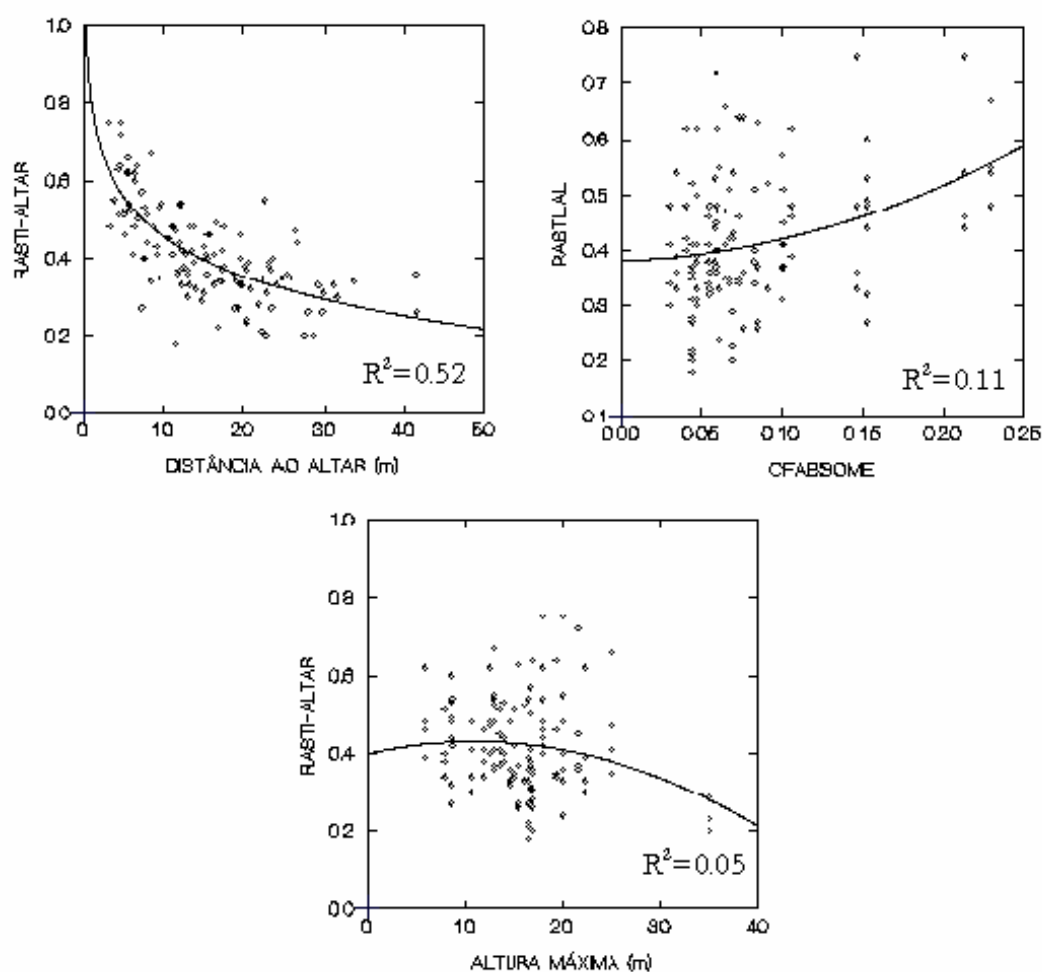 1.0
0.8
0.6
0.4
0.2
0.0
RASTI-ALTAR
R²=0.52
0 10 20 30 40 50
DISTÂNCIA AO ALTAR (m)
0.8
0.7
0.6
0.5
0.4
0.3
0.2
0.1
RASTLAL
R²=0.11
0.00 0.05 0.10 0.15 0.20 0.25
CFABSOME
1.0
0.8
0.6
0.4
0.2
0.0
RASTI-ALTAR
R²=0.05
0 10 20 30 40
ALTURA MÁXIMA (m)